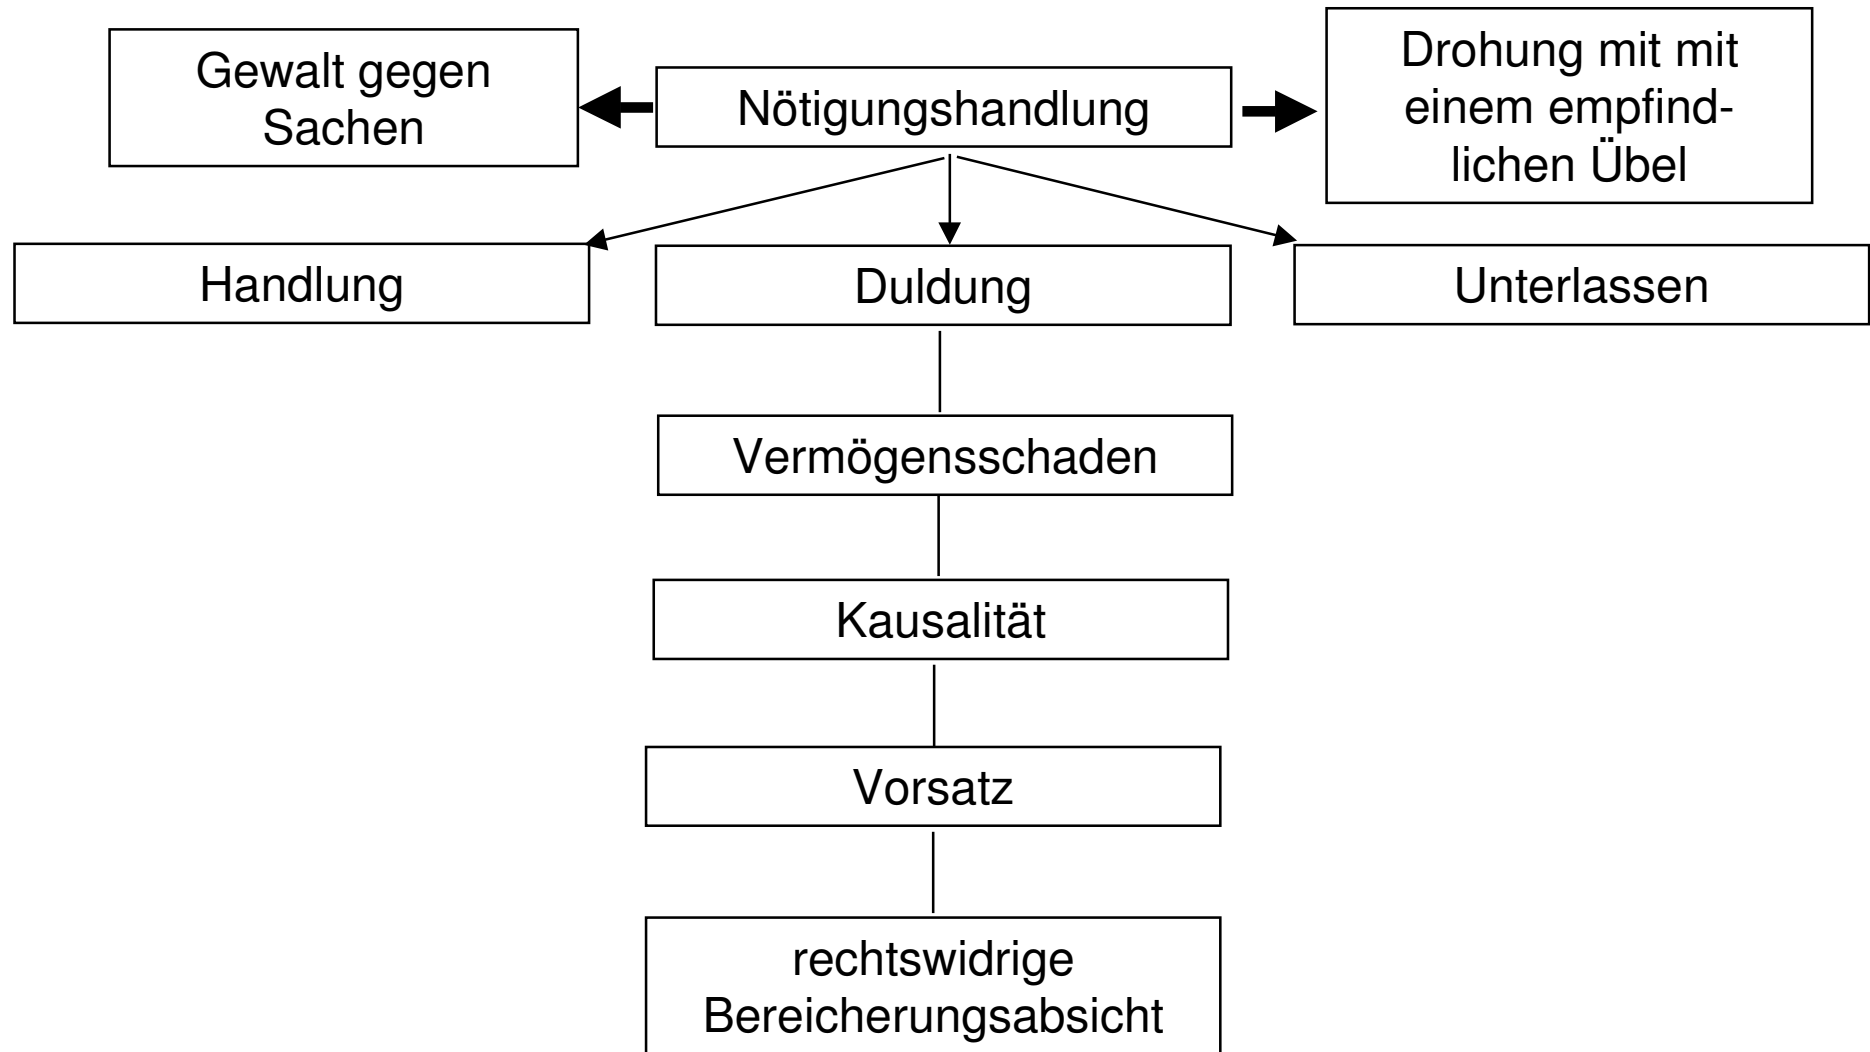 Gewalt gegen
Sachen
Nötigungshandlung
Drohung mit mit
einem empfind-
lichen Übel
Handlung
Duldung
Unterlassen
Vermögensschaden
Kausalität
Vorsatz
rechtswidrige
Bereicherungsabsicht